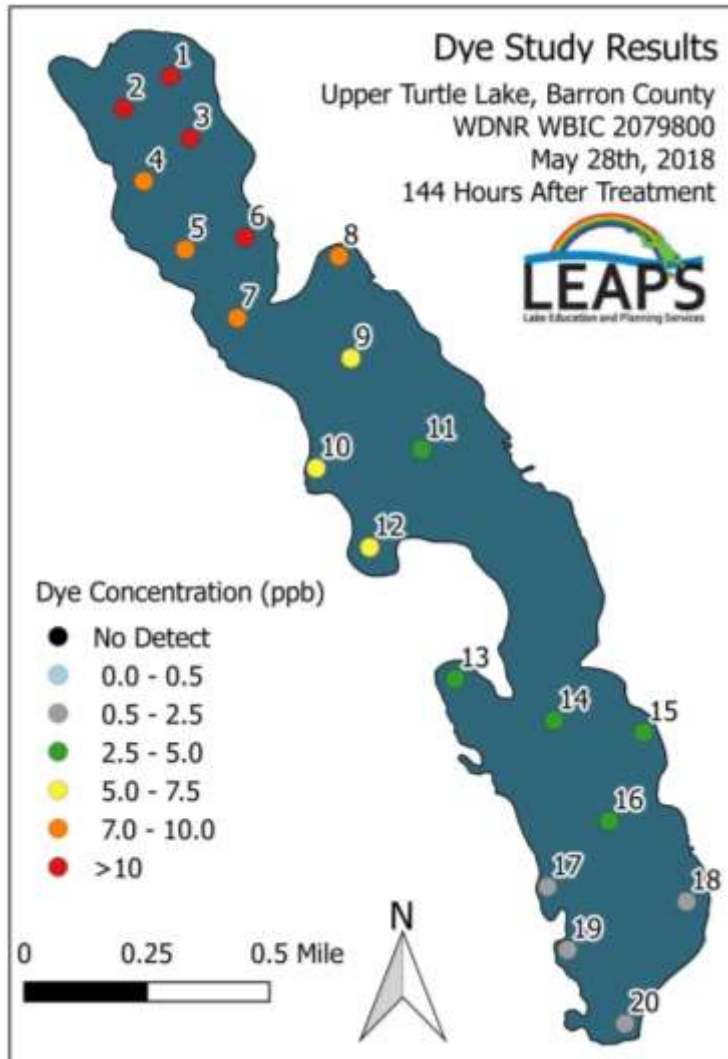 Dye Study Results
Upper Turtle Lake, Barron County
WDNR WBIC 2079800
May 28th, 2018
144 Hours After Treatment
LEAPS
Lake Education and Planning Services
1
2
3
4
5
6
7
8
9
10
11
12
13
14
15
16
17
18
19
20
Dye Concentration (ppb)
No Detect
0.0 - 0.5
0.5 - 2.5
2.5 - 5.0
5.0 - 7.5
7.0 - 10.0
>10
0 0.25 0.5 Mile
N